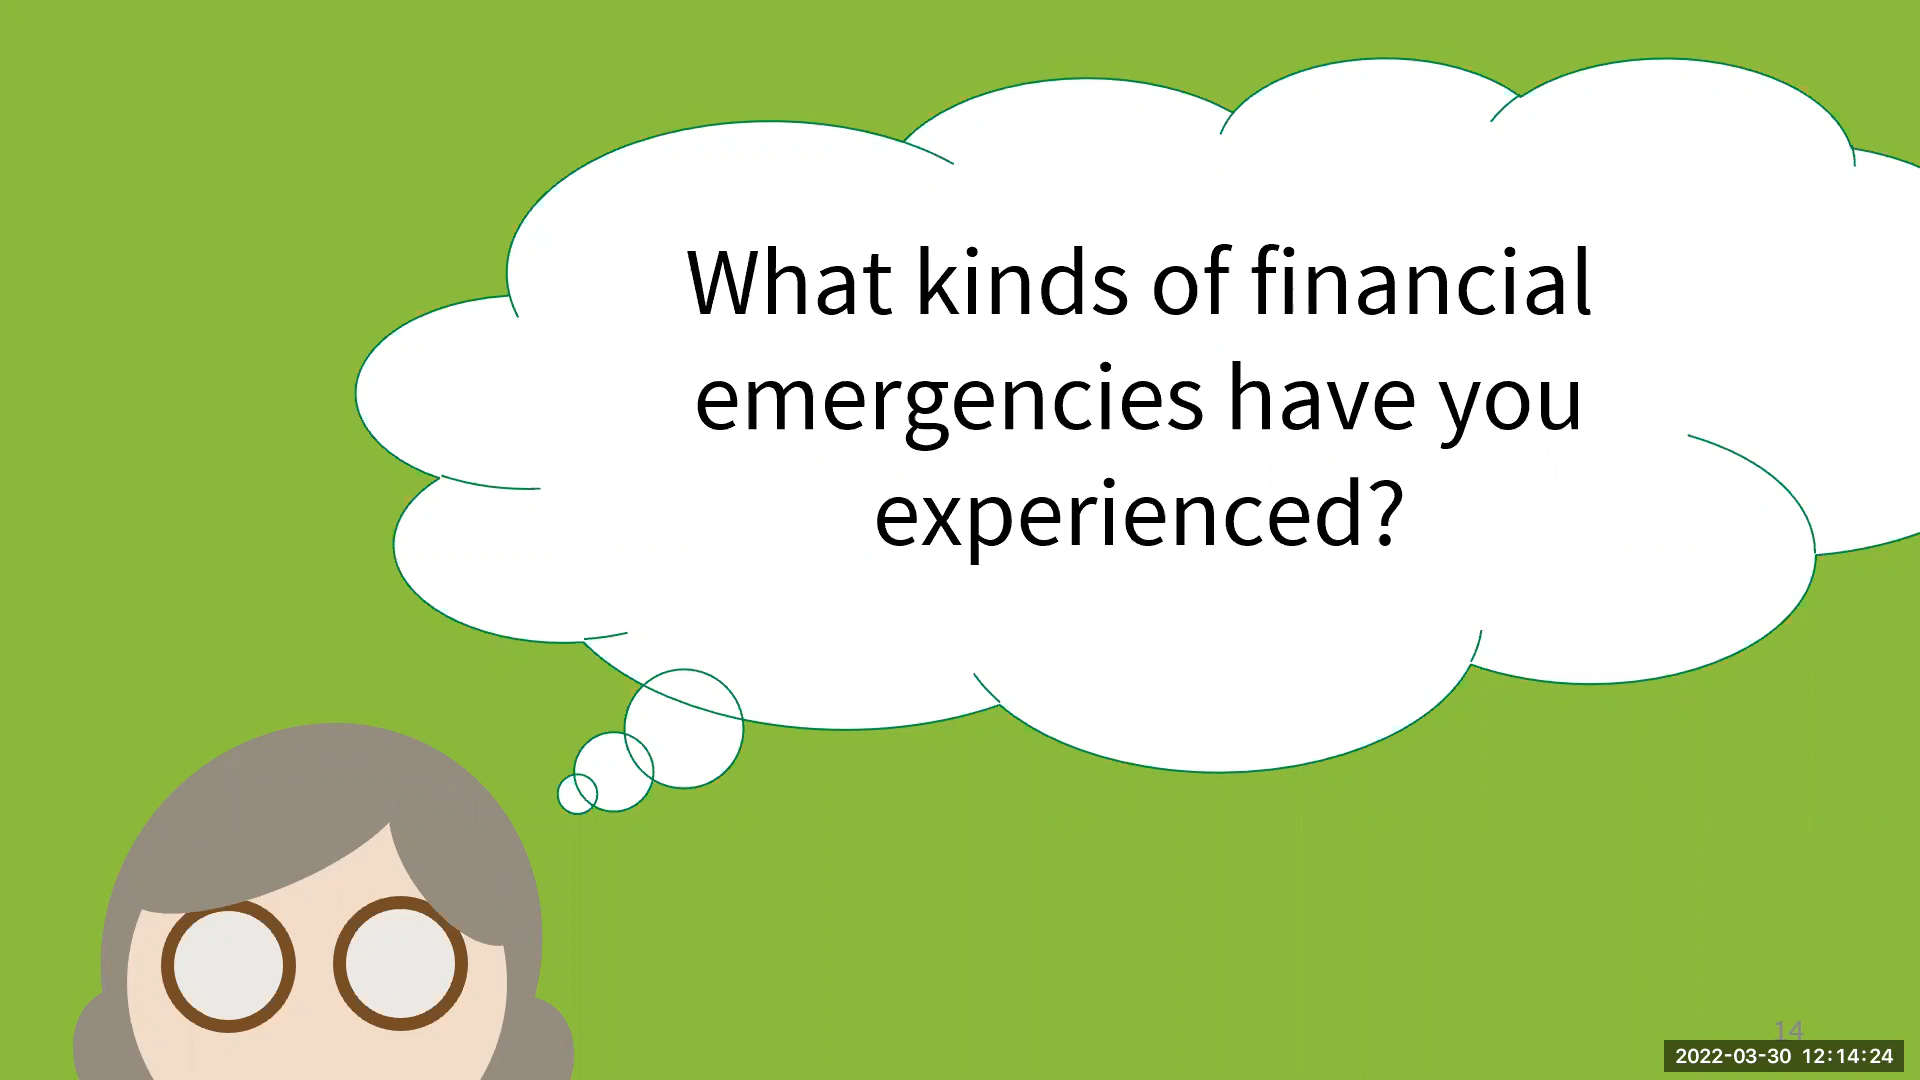 What kinds of financial
emergencies have you
experienced?
14
2022-03-30 12:14:24